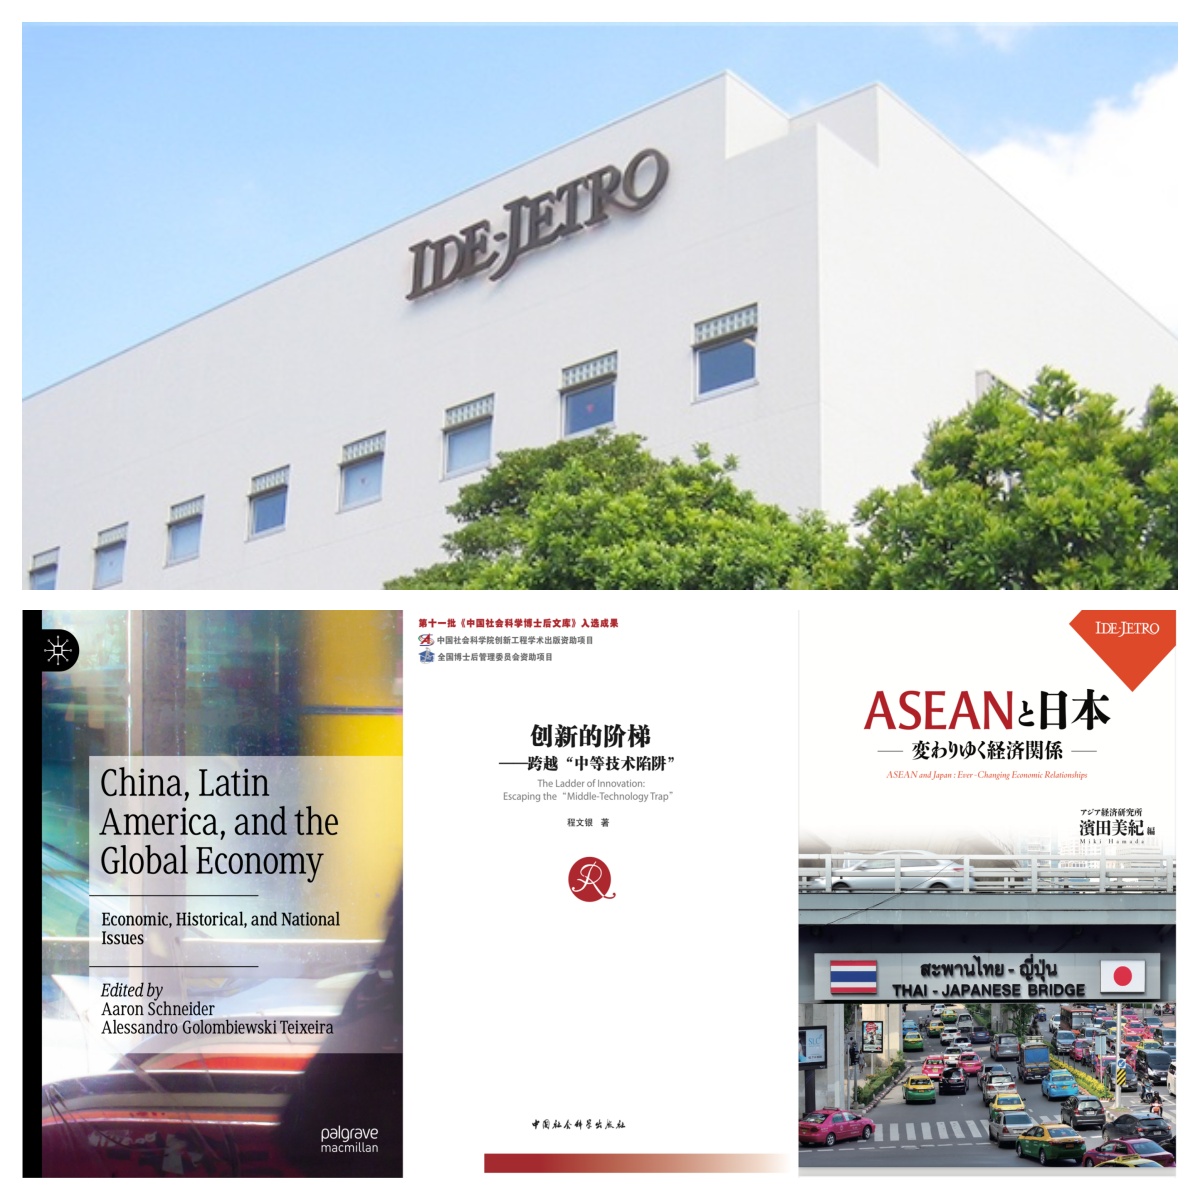 IDE-JETRO
China, Latin
America, and the
Global Economy
Economic, Historical, and National
Issues
Edited by
Aaron Schneider
Alessandro Golombiewski Teixeira
palgrave
macmillan
第十一批《中国社会科学博士后文库》入选成果
中国社会科学院创新工程学术出版资助项目
全国博士后管理委员会资助项目
创新的阶梯
——跨越“中等技术陷阱”
The Ladder of Innovation:
Escaping the “Middle-Technology Trap”
程文银 著
中国社会科学出版社
IDE-JETRO
ASEANと日本
— 変わりゆく経済関係 —
ASEAN and Japan : Ever-Changing Economic Relationships
アジア経済研究所
濱田美紀 編
Miki Hamada
สะพานไทย - ญี่ปุ่น
THAI - JAPANESE BRIDGE